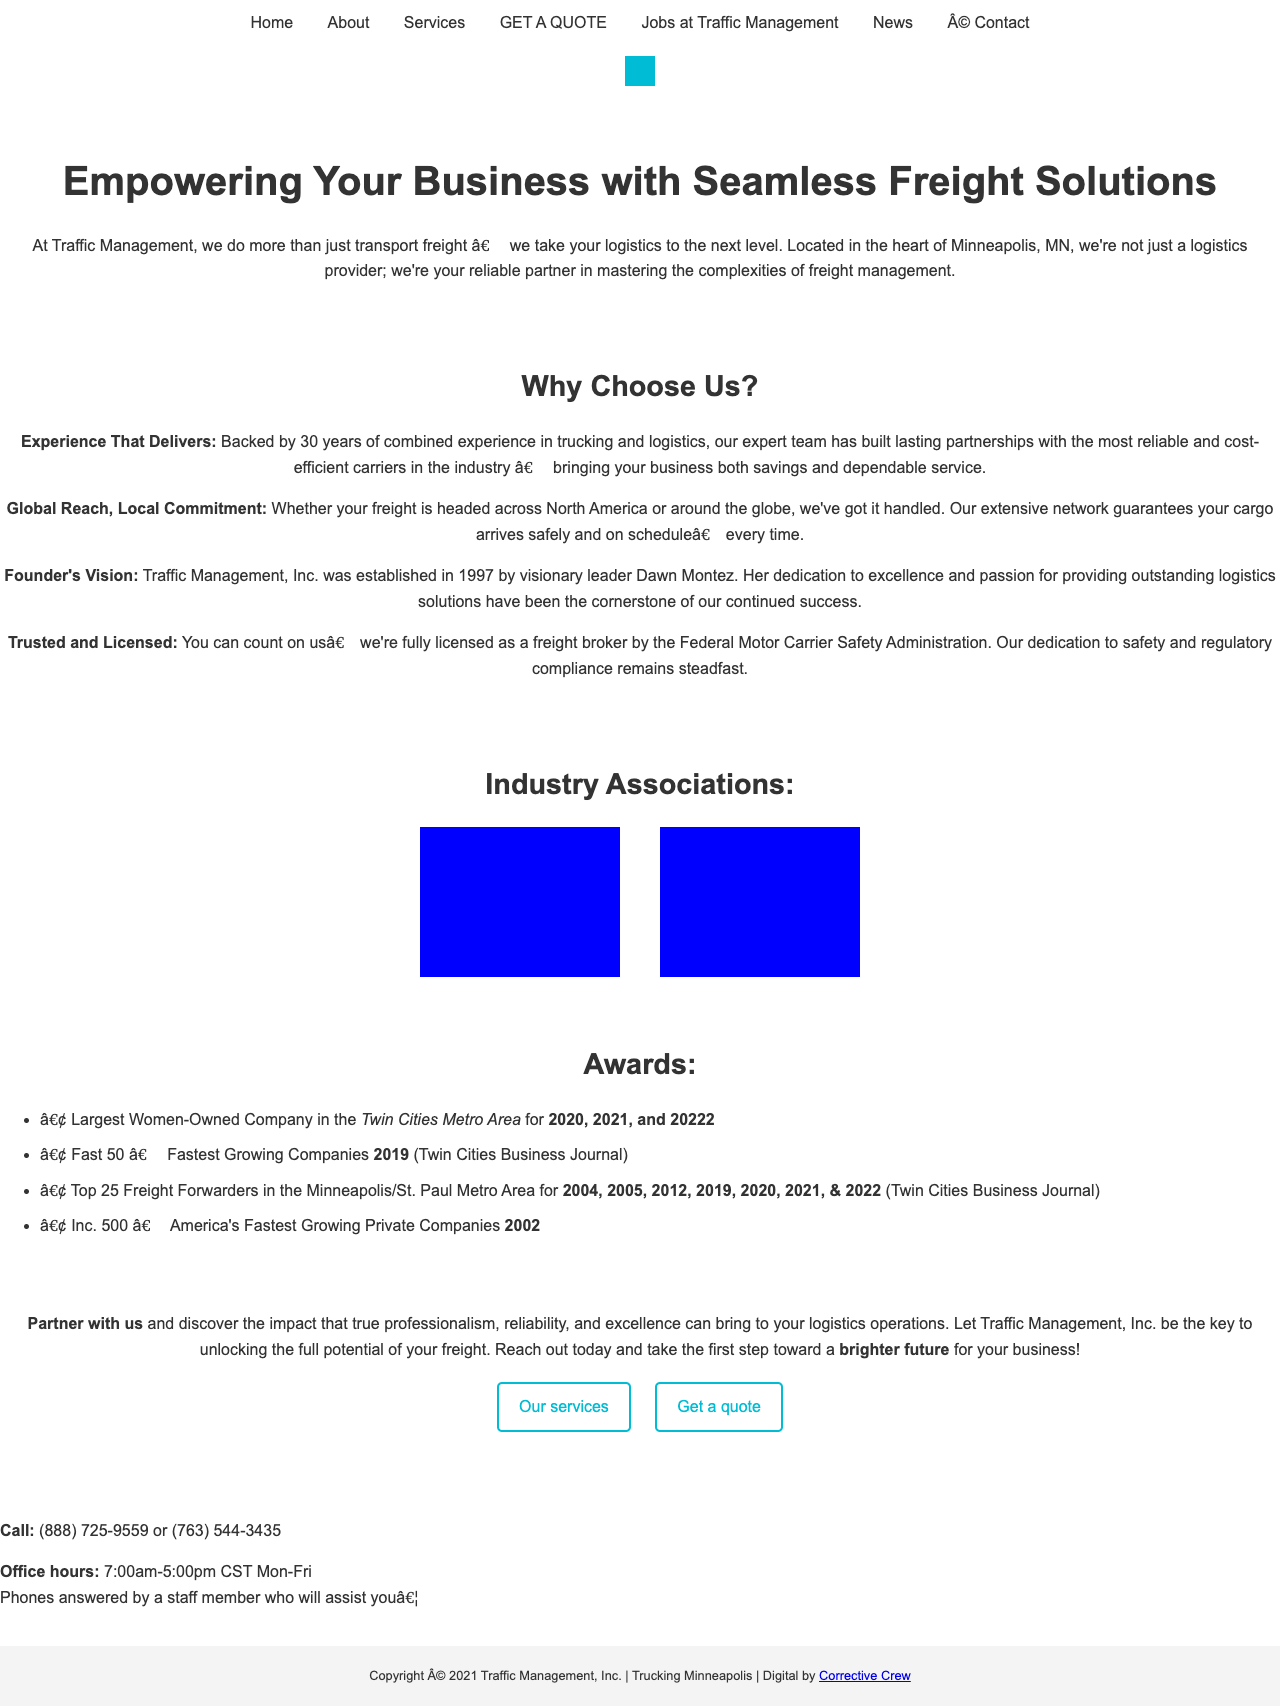 Home About Services GET A QUOTE Jobs at Traffic Management News Â© Contact
Empowering Your Business with Seamless Freight Solutions
At Traffic Management, we do more than just transport freight â€ we take your logistics to the next level. Located in the heart of Minneapolis, MN, we're not just a logistics
provider; we're your reliable partner in mastering the complexities of freight management.
Why Choose Us?
Experience That Delivers: Backed by 30 years of combined experience in trucking and logistics, our expert team has built lasting partnerships with the most reliable and cost-
efficient carriers in the industry â€ bringing your business both savings and dependable service.
Global Reach, Local Commitment: Whether your freight is headed across North America or around the globe, we've got it handled. Our extensive network guarantees your cargo
arrives safely and on scheduleâ€ every time.
Founder's Vision: Traffic Management, Inc. was established in 1997 by visionary leader Dawn Montez. Her dedication to excellence and passion for providing outstanding logistics
solutions have been the cornerstone of our continued success.
Trusted and Licensed: You can count on usâ€ we're fully licensed as a freight broker by the Federal Motor Carrier Safety Administration. Our dedication to safety and regulatory
compliance remains steadfast.
Industry Associations:
Awards:
• â€¢ Largest Women-Owned Company in the Twin Cities Metro Area for 2020, 2021, and 20222
• â€¢ Fast 50 â€ Fastest Growing Companies 2019 (Twin Cities Business Journal)
• â€¢ Top 25 Freight Forwarders in the Minneapolis/St. Paul Metro Area for 2004, 2005, 2012, 2019, 2020, 2021, & 2022 (Twin Cities Business Journal)
• â€¢ Inc. 500 â€ America's Fastest Growing Private Companies 2002
Partner with us and discover the impact that true professionalism, reliability, and excellence can bring to your logistics operations. Let Traffic Management, Inc. be the key to
unlocking the full potential of your freight. Reach out today and take the first step toward a brighter future for your business!
Our services Get a quote
Call: (888) 725-9559 or (763) 544-3435
Office hours: 7:00am-5:00pm CST Mon-Fri
Phones answered by a staff member who will assist youâ€¦
Copyright Â© 2021 Traffic Management, Inc. | Trucking Minneapolis | Digital by Corrective Crew